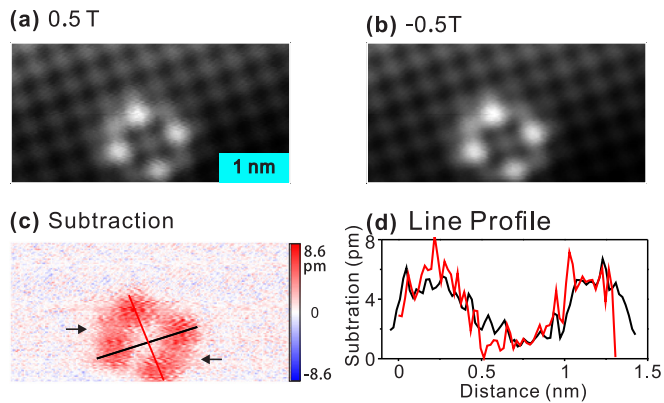 (a) 0.5 T
(b) -0.5T
1 nm
(c) Subtraction
8.6
pm
0
-8.6
(d) Line Profile
Subtration (pm)
8
4
0
0 0.5 1 1.5
Distance (nm)